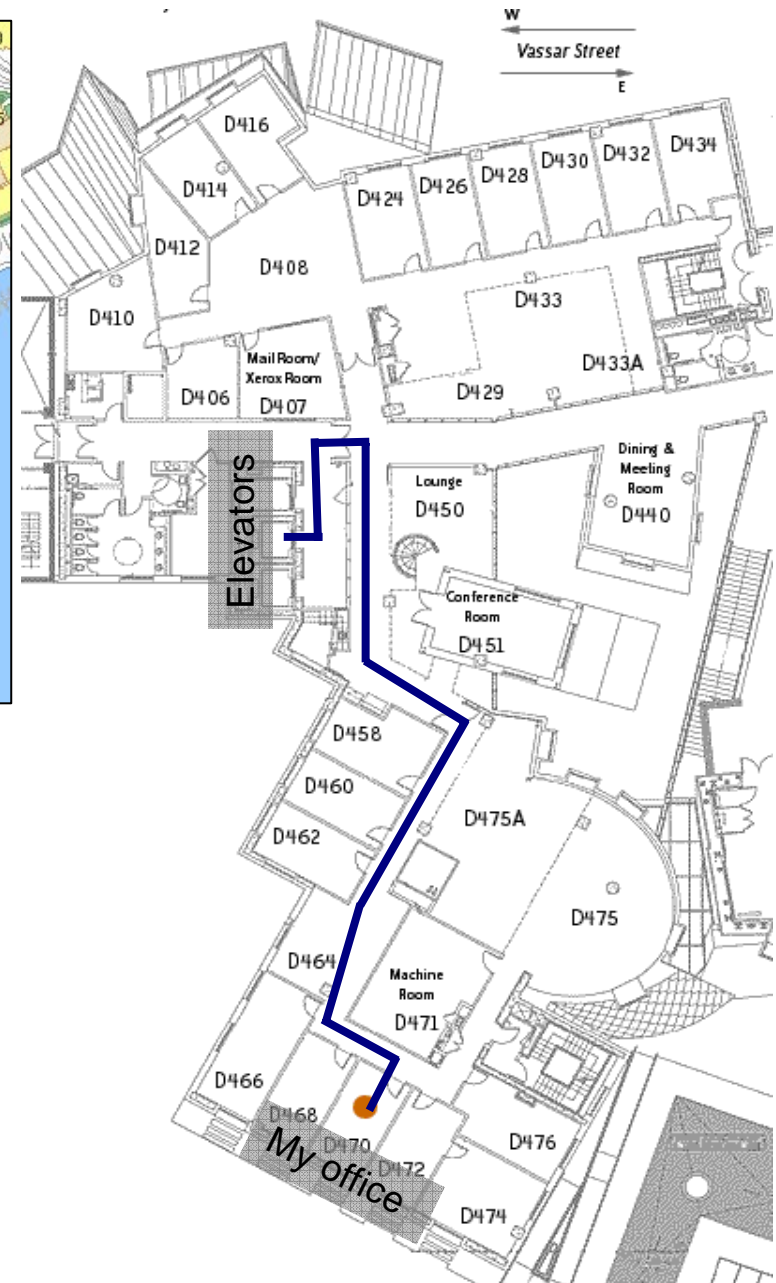 W
Vassar Street
E
D416
D414
D412
D408
D410
D424
D426
D428
D430
D432
D434
D433
D433A
D429
Mail Room/
Xerox Room
D407
D406
Elevators
Lounge
D450
Dining &
Meeting
Room
D440
Conference
Room
D451
D458
D460
D462
D475A
D475
D464
Machine
Room
D471
D466
D468
D470
D472
My office
D476
D474